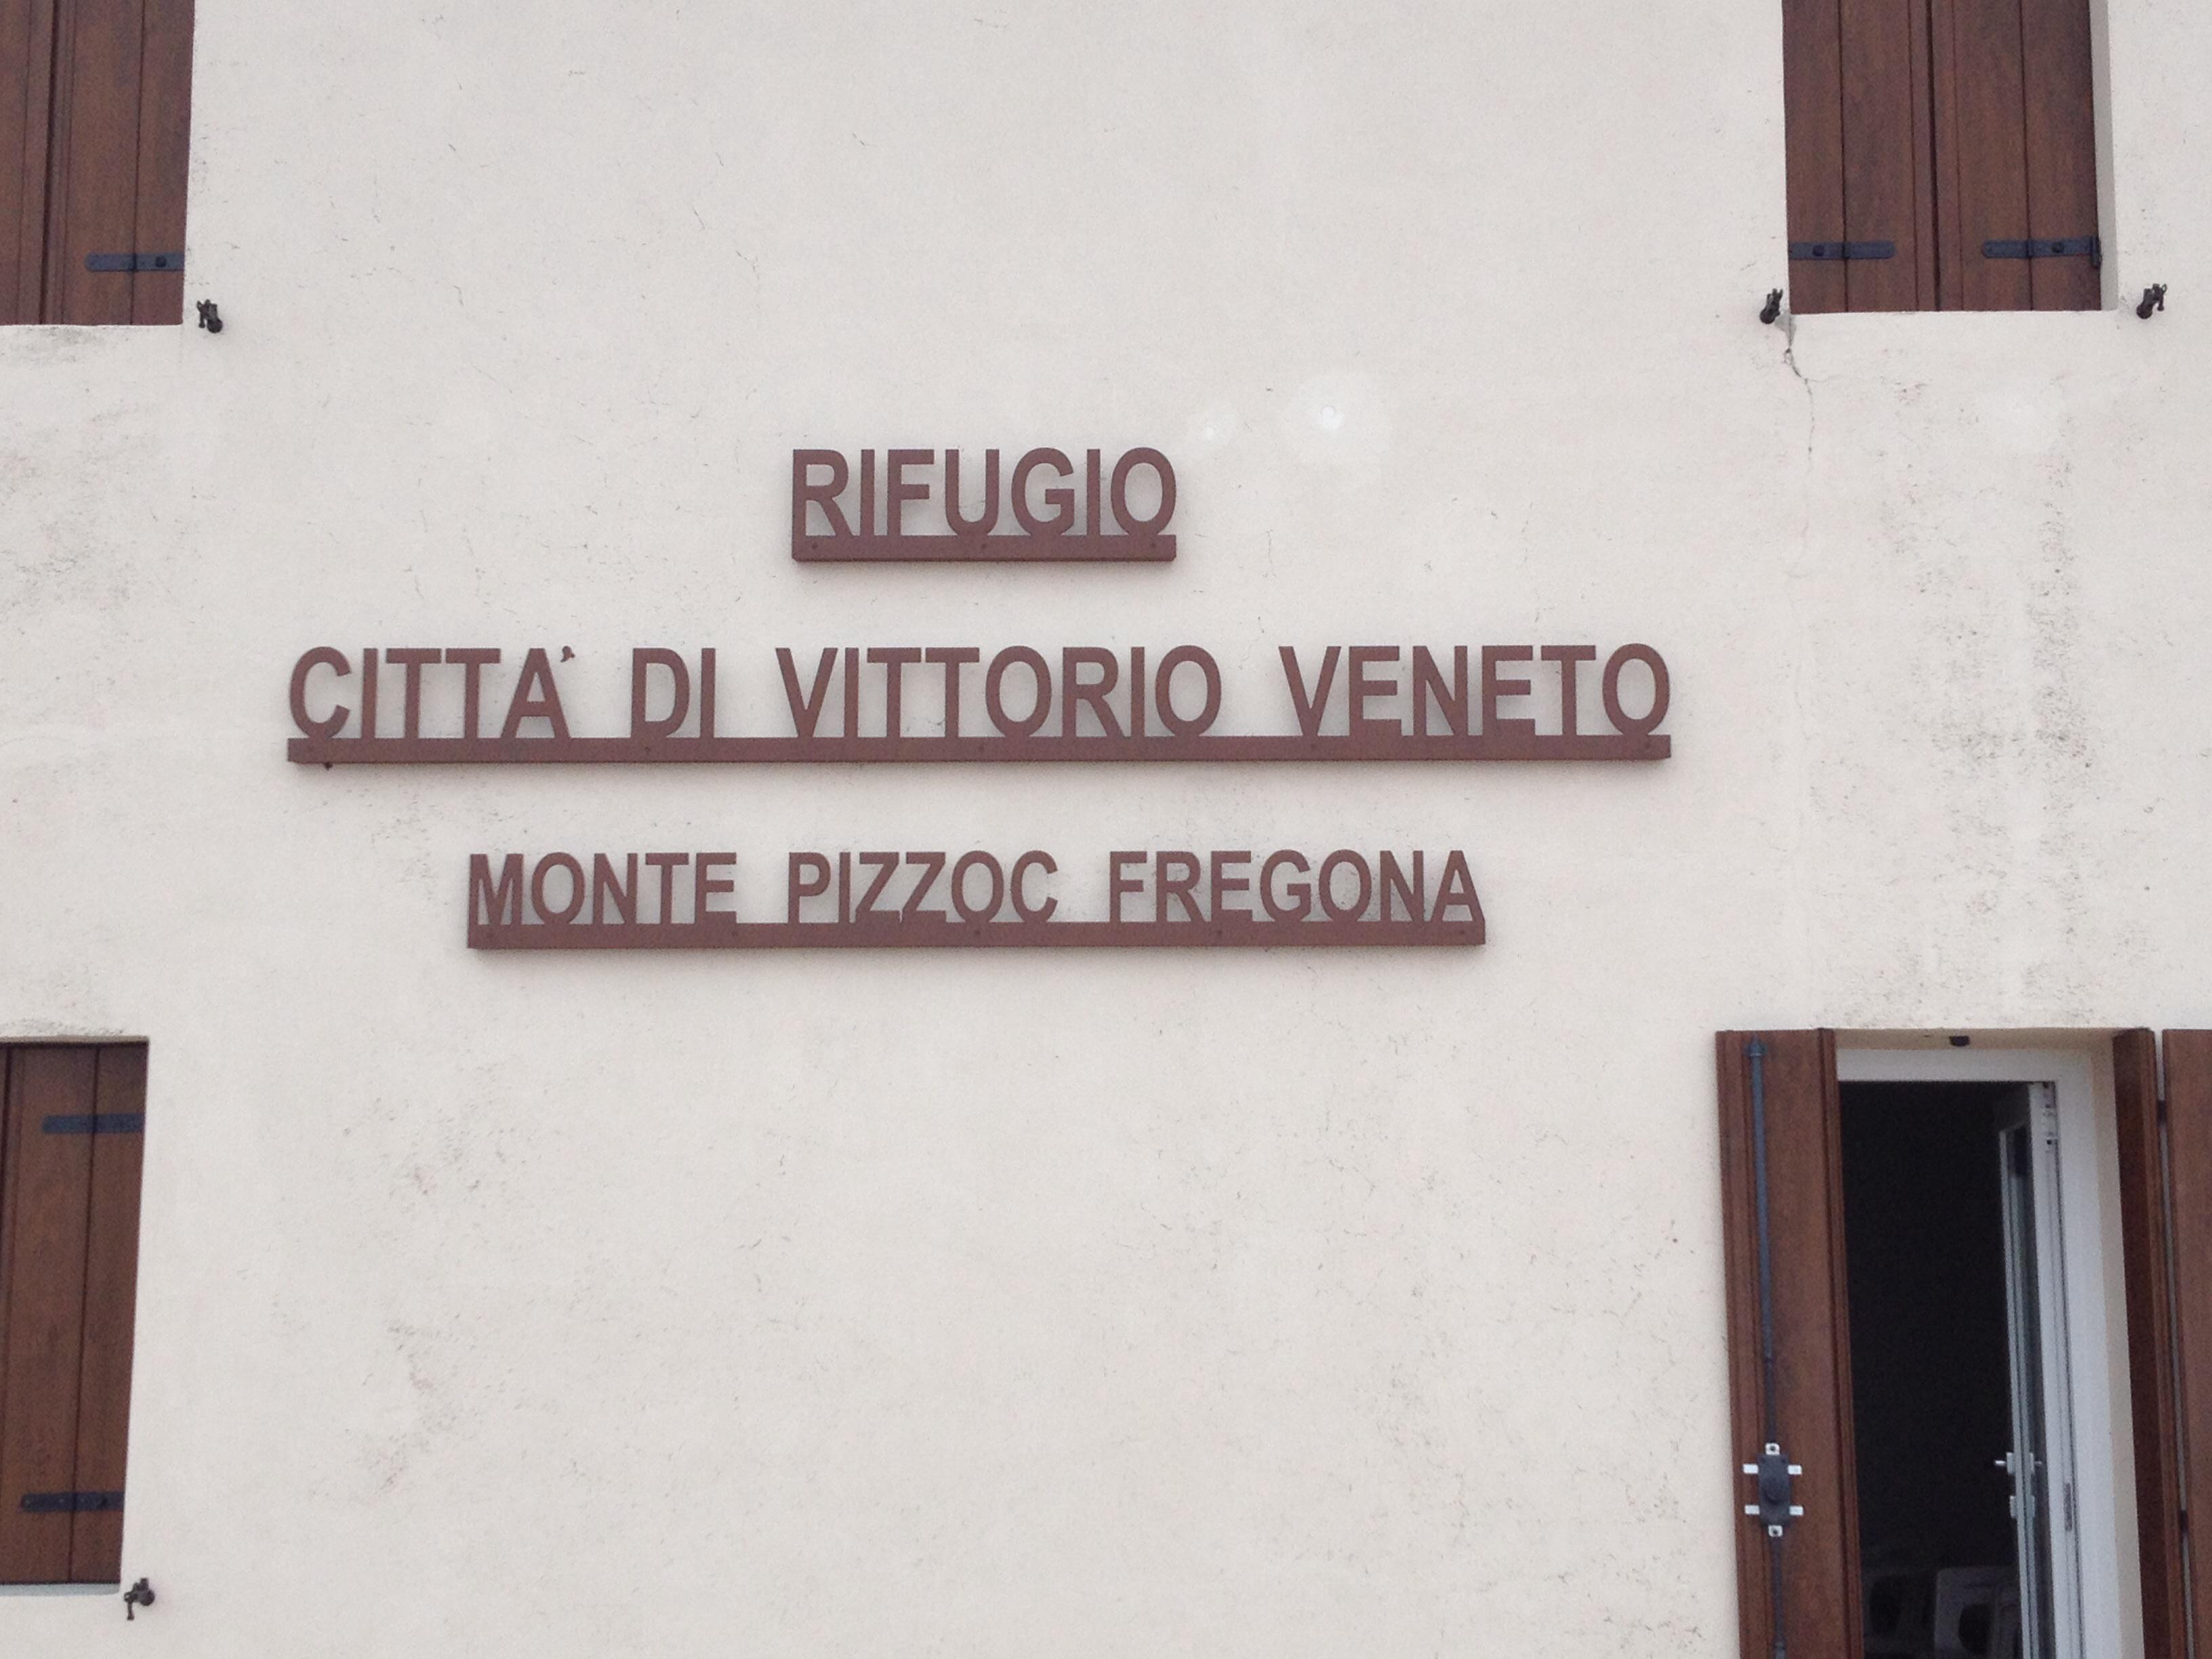 RIFUGIO
CITTA' DI VITTORIO VENETO
MONTE PIZZOC FREGONA